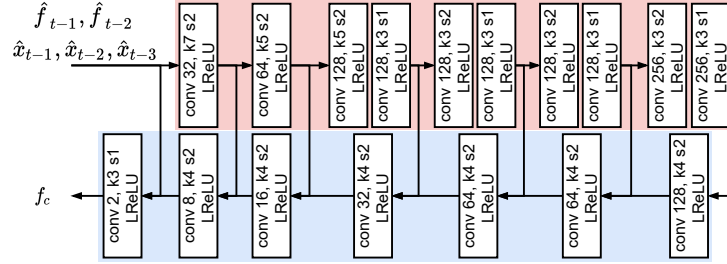 f̂ t−1, f̂ t−2
x̂t−1, x̂t−2, x̂t−3
conv 32, k7 s2
LReLU
conv 64, k5 s2
LReLU
conv 128, k5 s2
LReLU
conv 128, k3 s1
LReLU
conv 128, k3 s2
LReLU
conv 128, k3 s1
LReLU
conv 128, k3 s2
LReLU
conv 128, k3 s1
LReLU
conv 256, k3 s2
LReLU
conv 256, k3 s1
LReLU
fc
conv 2, k3 s1
LReLU
conv 8, k4 s2
LReLU
conv 16, k4 s2
LReLU
conv 32, k4 s2
LReLU
conv 64, k4 s2
LReLU
conv 64, k4 s2
LReLU
conv 128, k4 s2
LReLU